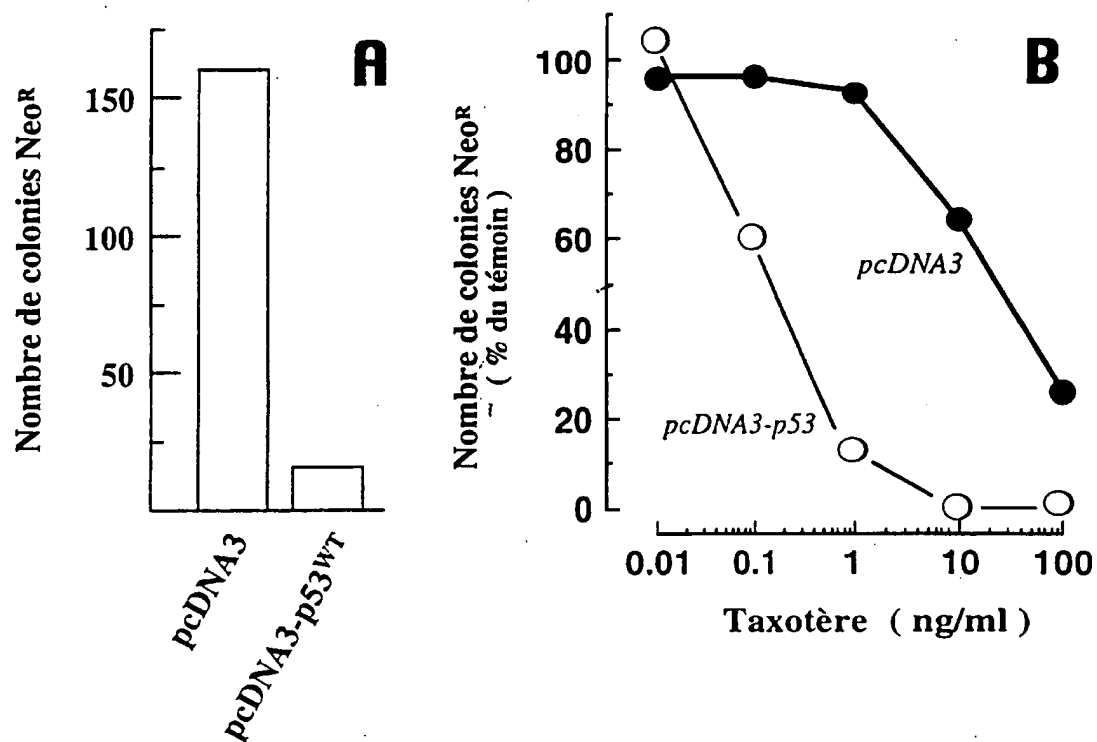 A
Nombre de colonies Neoᴿ
150
100
50
pcDNA3
pcDNA3-p53ᵂᵀ
B
Nombre de colonies Neoᴿ
( % du témoin )
100
80
60
40
20
0
pcDNA3
pcDNA3-p53
0.01 0.1 1 10 100
Taxotère ( ng/ml )